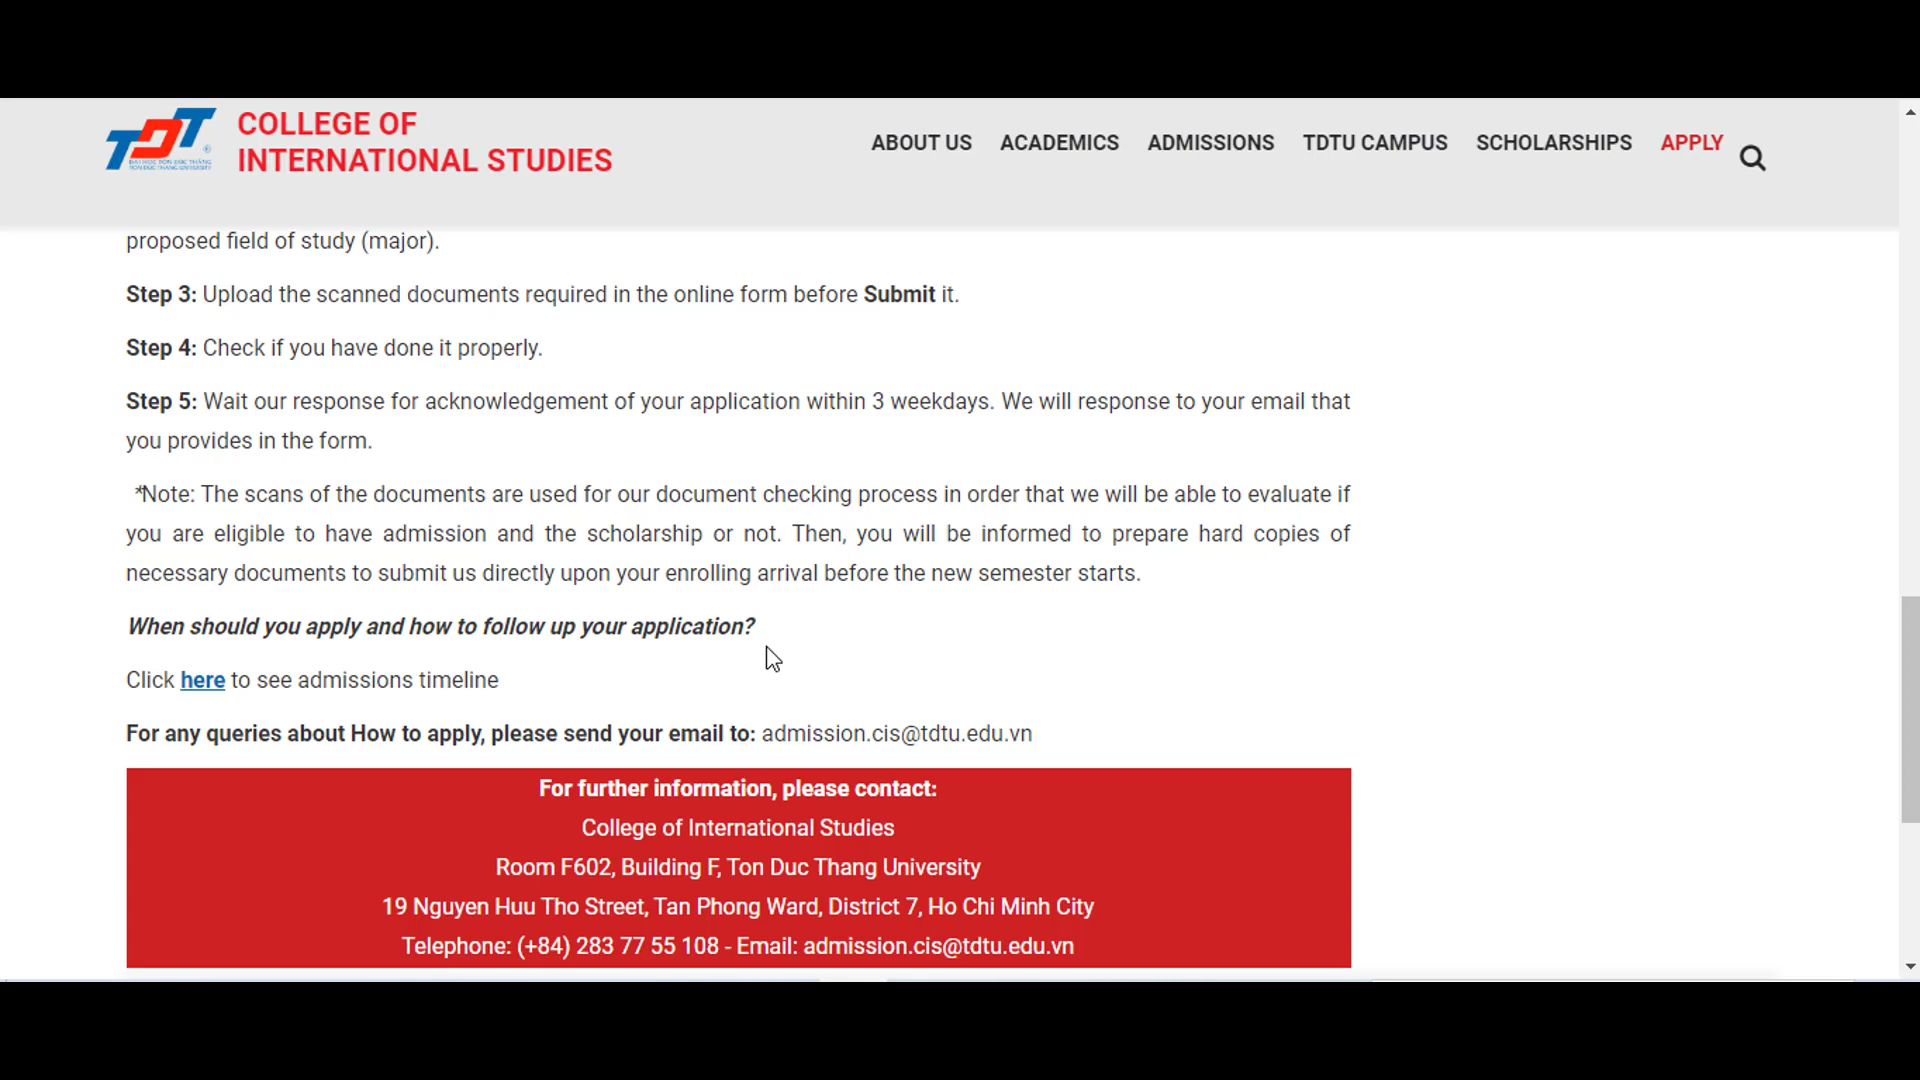 TDT
ĐẠI HỌC TÔN ĐỨC THẮNG
TON DUC THANG UNIVERSITY
COLLEGE OF
INTERNATIONAL STUDIES
ABOUT US
ACADEMICS
ADMISSIONS
TDTU CAMPUS
SCHOLARSHIPS
APPLY
proposed field of study (major).
Step 3: Upload the scanned documents required in the online form before Submit it.
Step 4: Check if you have done it properly.
Step 5: Wait our response for acknowledgement of your application within 3 weekdays. We will response to your email that
you provides in the form.
*Note: The scans of the documents are used for our document checking process in order that we will be able to evaluate if
you are eligible to have admission and the scholarship or not. Then, you will be informed to prepare hard copies of
necessary documents to submit us directly upon your enrolling arrival before the new semester starts.
When should you apply and how to follow up your application?
Click here to see admissions timeline
For any queries about How to apply, please send your email to: admission.cis@tdtu.edu.vn
For further information, please contact:
College of International Studies
Room F602, Building F, Ton Duc Thang University
19 Nguyen Huu Tho Street, Tan Phong Ward, District 7, Ho Chi Minh City
Telephone: (+84) 283 77 55 108 - Email: admission.cis@tdtu.edu.vn